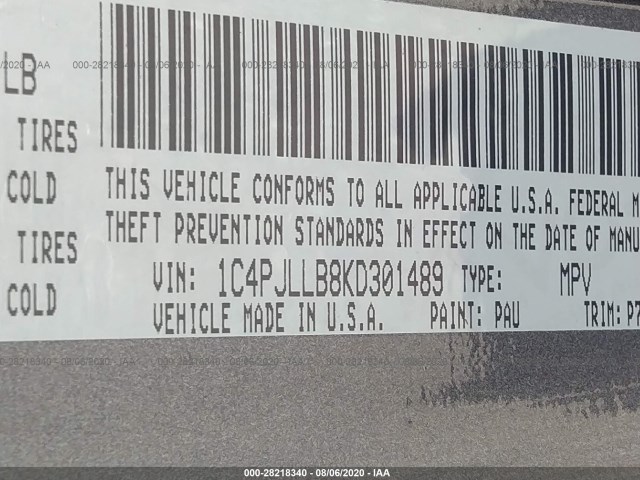 LB
TIRES
COLD
TIRES
COLD
THIS VEHICLE CONFORMS TO ALL APPLICABLE U.S.A. FEDERAL M
THEFT PREVENTION STANDARDS IN EFFECT ON THE DATE OF MANU
VIN: 1C4PJLLB8KD301489 TYPE: MPV
VEHICLE MADE IN U.S.A. PAINT: PAU TRIM: P7
000-28218340 - 08/06/2020 - IAA